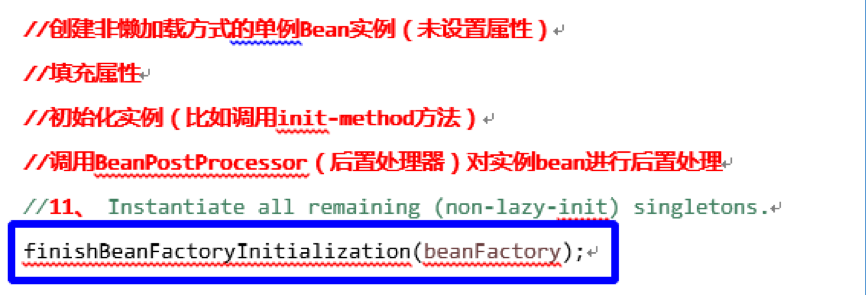 //创建非懒加载方式的单例Bean实例（未设置属性）
//填充属性
//初始化实例（比如调用init-method方法）
//调用BeanPostProcessor（后置处理器）对实例bean进行后置处理
//11、 Instantiate all remaining (non-lazy-init) singletons.
finishBeanFactoryInitialization(beanFactory);